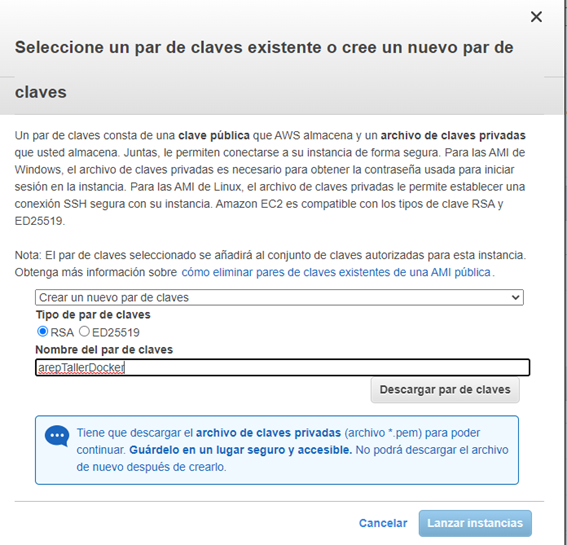 Seleccione un par de claves existente o cree un nuevo par de
claves
Un par de claves consta de una clave pública que AWS almacena y un archivo de claves privadas
que usted almacena. Juntas, le permiten conectarse a su instancia de forma segura. Para las AMI de
Windows, el archivo de claves privadas es necesario para obtener la contraseña usada para iniciar
sesión en la instancia. Para las AMI de Linux, el archivo de claves privadas le permite establecer una
conexión SSH segura con su instancia. Amazon EC2 es compatible con los tipos de clave RSA y
ED25519.
Nota: El par de claves seleccionado se añadirá al conjunto de claves autorizadas para esta instancia.
Obtenga más información sobre cómo eliminar pares de claves existentes de una AMI pública.
Crear un nuevo par de claves
Tipo de par de claves
RSA ED25519
Nombre del par de claves
arepTallerDocker
Descargar par de claves
Tiene que descargar el archivo de claves privadas (archivo *.pem) para poder
continuar. Guárdelo en un lugar seguro y accesible. No podrá descargar el archivo
de nuevo después de crearlo.
Cancelar Lanzar instancias